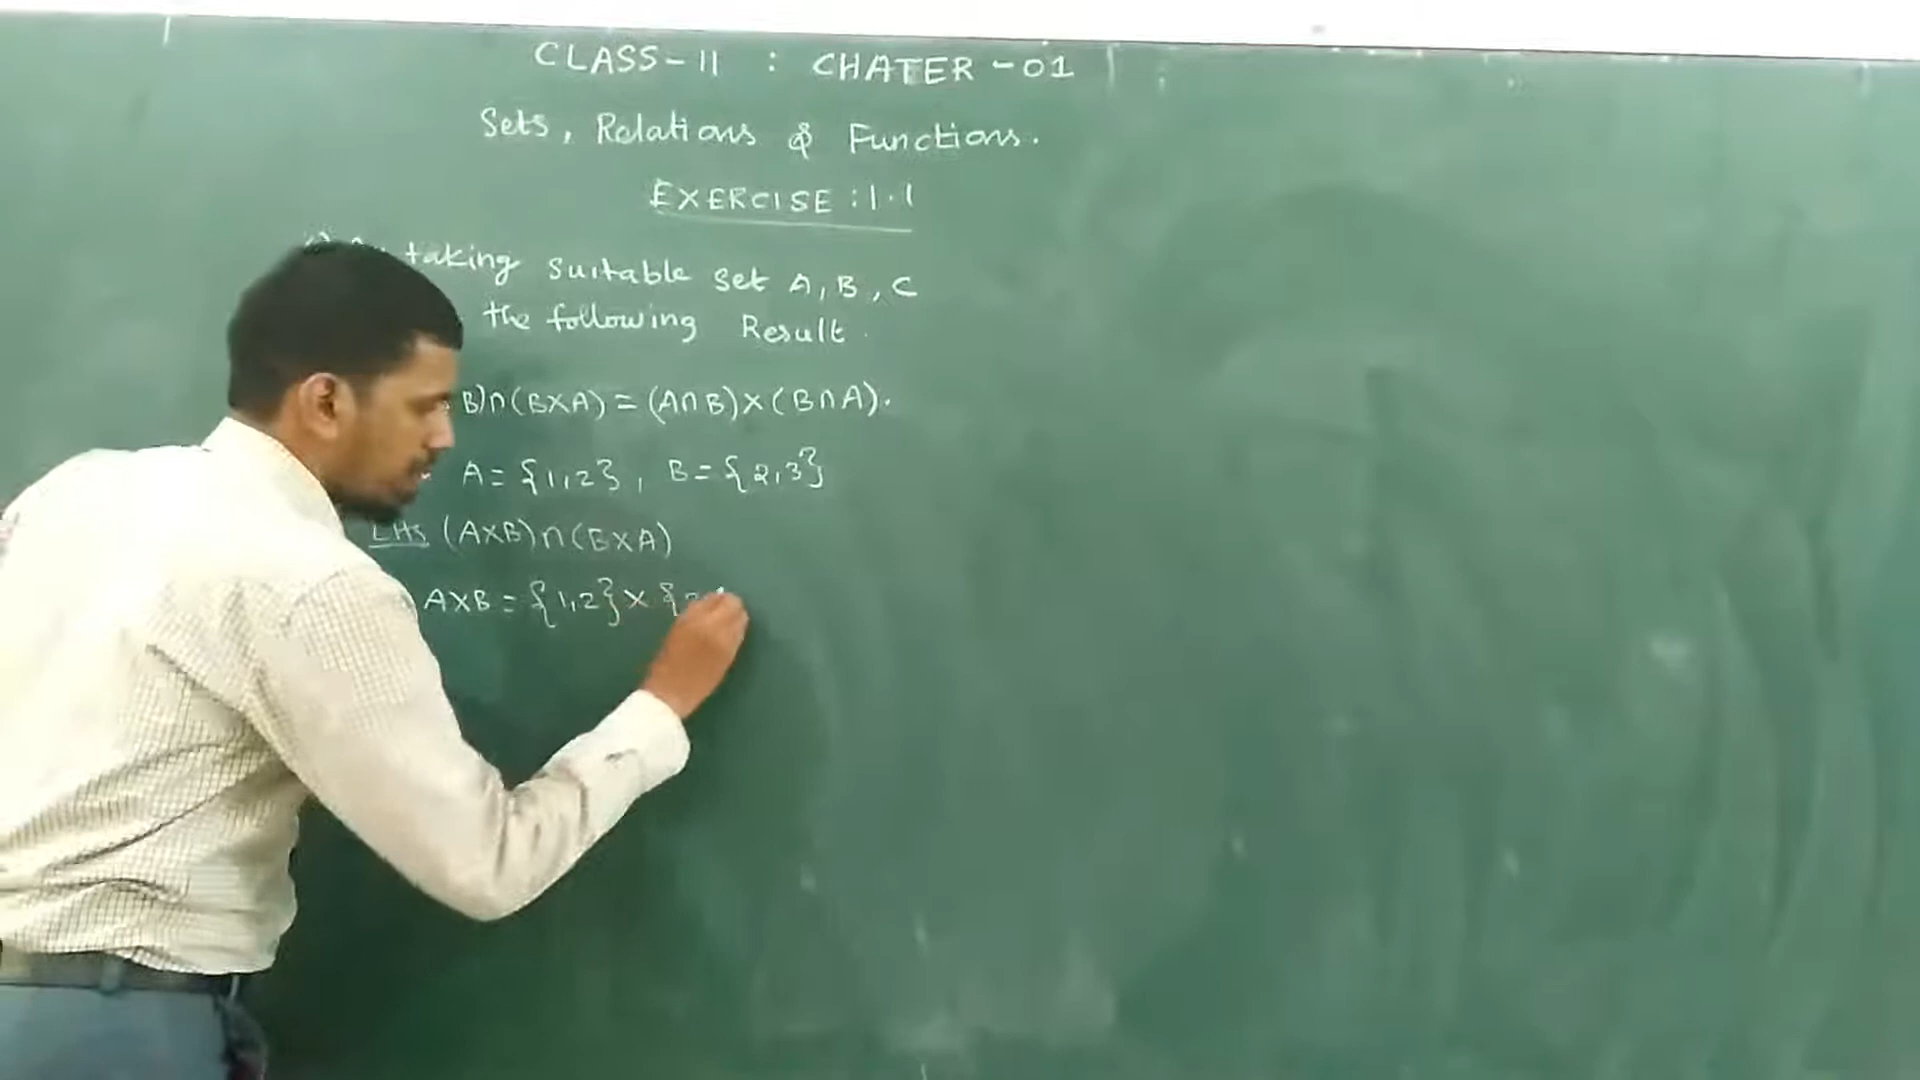 CLASS-11 : CHATER -01
Sets, Relations & Functions.
EXERCISE : 1.1
taking suitable set A, B, C
the following Result.
B)∩(B×A) = (A∩B)×(B∩A).
A = {1,2}, B = {2,3}
LHS (A×B)∩(B×A)
A×B = {1,2} × {2